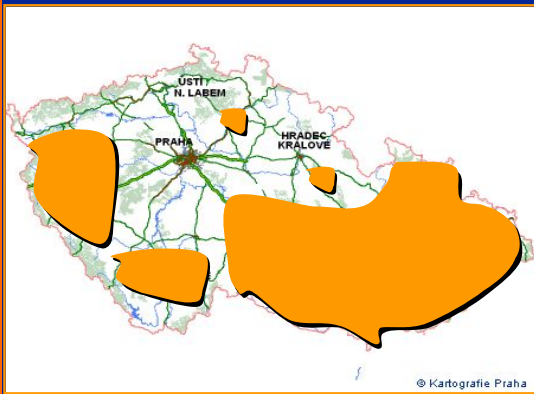 ÚSTÍ
N. LABEM
PRAHA
HRADEC
KRÁLOVÉ
© Kartografie Praha